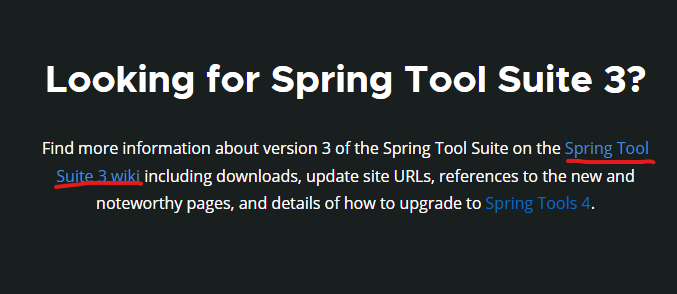 Looking for Spring Tool Suite 3?
Find more information about version 3 of the Spring Tool Suite on the Spring Tool
Suite 3 wiki including downloads, update site URLs, references to the new and
noteworthy pages, and details of how to upgrade to Spring Tools 4.